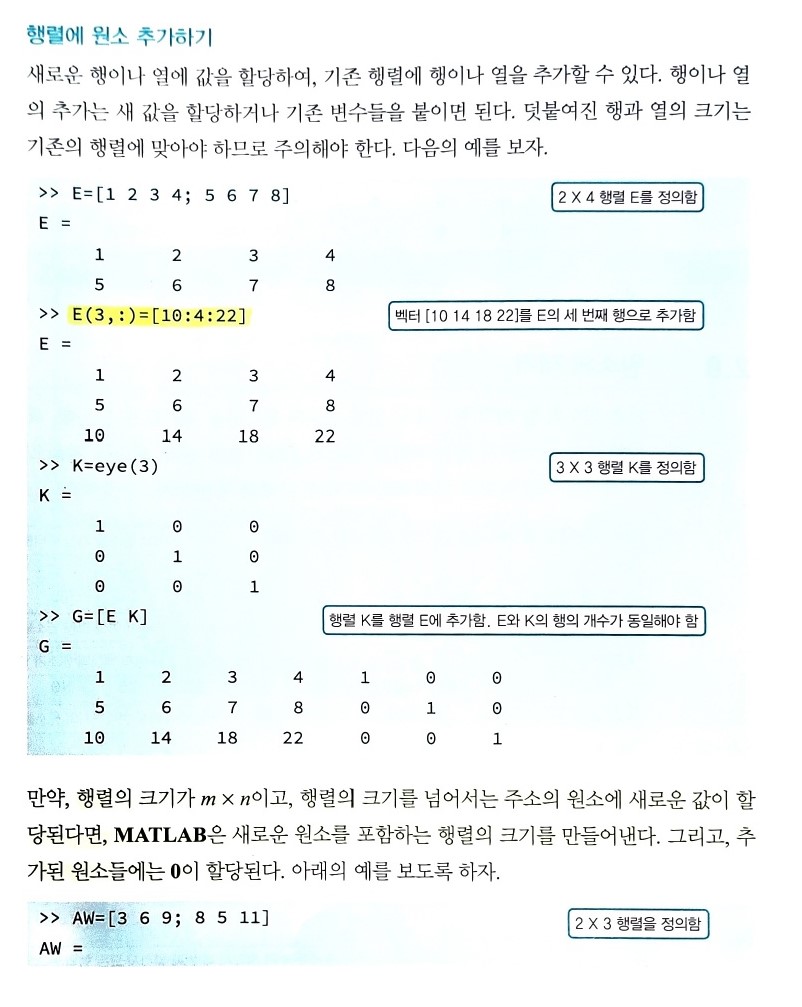 행렬에 원소 추가하기
새로운 행이나 열에 값을 할당하여, 기존 행렬에 행이나 열을 추가할 수 있다. 행이나 열
의 추가는 새 값을 할당하거나 기존 변수들을 붙이면 된다. 덧붙여진 행과 열의 크기는
기존의 행렬에 맞아야 하므로 주의해야 한다. 다음의 예를 보자.
>> E=[1 2 3 4; 5 6 7 8] 2 X 4 행렬 E를 정의함
E =
1 2 3 4
5 6 7 8
>> E(3,:)=[10:4:22] 벡터 [10 14 18 22]를 E의 세 번째 행으로 추가함
E =
1 2 3 4
5 6 7 8
10 14 18 22
>> K=eye(3) 3 X 3 행렬 K를 정의함
K =
1 0 0
0 1 0
0 0 1
>> G=[E K] 행렬 K를 행렬 E에 추가함. E와 K의 행의 개수가 동일해야 함
G =
1 2 3 4 1 0 0
5 6 7 8 0 1 0
10 14 18 22 0 0 1
만약, 행렬의 크기가 m × n이고, 행렬의 크기를 넘어서는 주소의 원소에 새로운 값이 할
당된다면, MATLAB은 새로운 원소를 포함하는 행렬의 크기를 만들어낸다. 그리고, 추
가된 원소들에는 0이 할당된다. 아래의 예를 보도록 하자.
>> AW=[3 6 9; 8 5 11] 2 X 3 행렬을 정의함
AW =